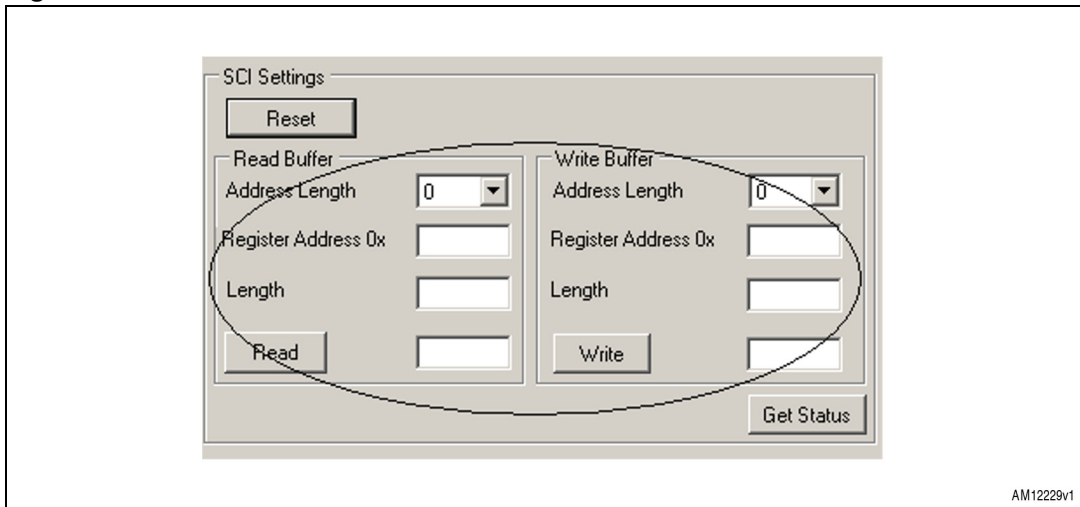 SCI Settings
Reset
Read Buffer
Address Length 0
Register Address 0x
Length
Read
Write Buffer
Address Length 0
Register Address 0x
Length
Write
Get Status
AM12229v1